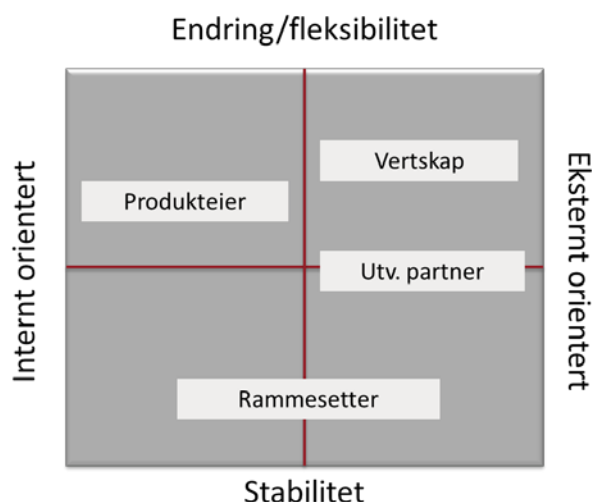 Endring/fleksibilitet
Vertskap
Produkteier
Internt orientert
Eksternt orientert
Utv. partner
Rammesetter
Stabilitet